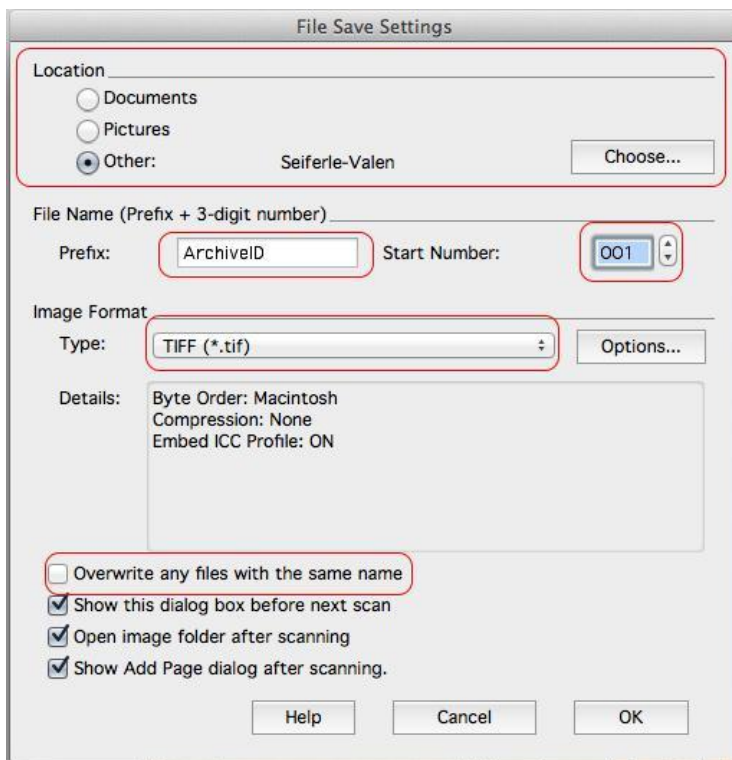 File Save Settings
Location
Documents
Pictures
Other: Seiferle-Valen Choose...
File Name (Prefix + 3-digit number)
Prefix: ArchiveID Start Number: 001
Image Format
Type: TIFF (*.tif) Options...
Details: Byte Order: Macintosh
Compression: None
Embed ICC Profile: ON
Overwrite any files with the same name
Show this dialog box before next scan
Open image folder after scanning
Show Add Page dialog after scanning.
Help Cancel OK